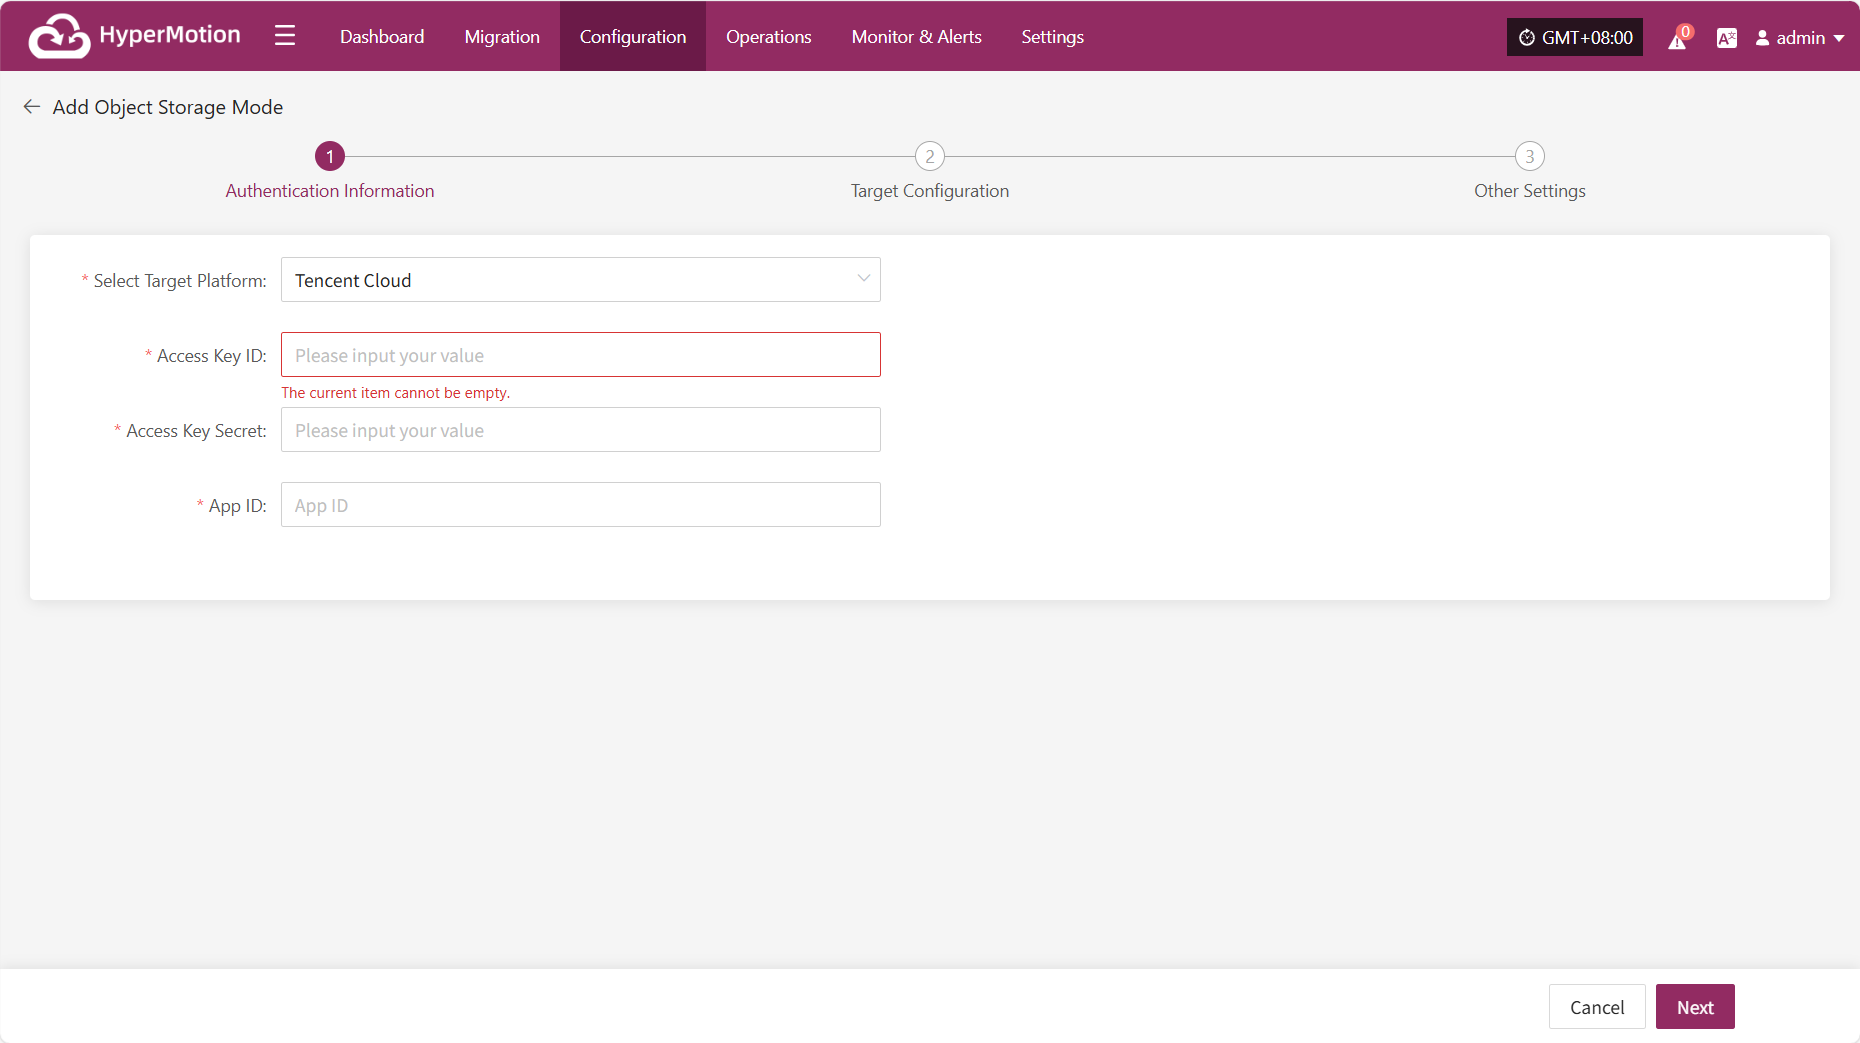 HyperMotion
Dashboard
Migration
Configuration
Operations
Monitor & Alerts
Settings
GMT+08:00
0
A文
admin
Add Object Storage Mode
1
2
3
Authentication Information
Target Configuration
Other Settings
* Select Target Platform:
Tencent Cloud
* Access Key ID:
Please input your value
The current item cannot be empty.
* Access Key Secret:
Please input your value
* App ID:
App ID
Cancel
Next